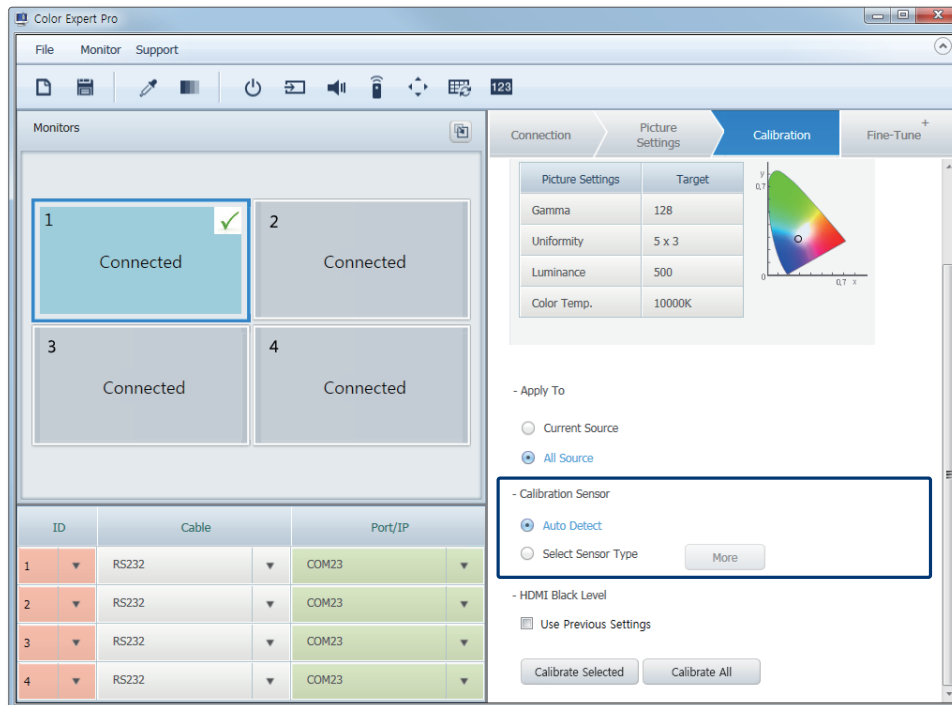 Color Expert Pro
File Monitor Support
123
Monitors
1
Connected
2
Connected
3
Connected
4
Connected
ID Cable Port/IP
1 RS232 COM23
2 RS232 COM23
3 RS232 COM23
4 RS232 COM23
Connection
Picture
Settings
Calibration
Fine-Tune +
Picture Settings Target
Gamma 128
Uniformity 5 x 3
Luminance 500
Color Temp. 10000K
y
0,7
0
0,7 x
- Apply To
Current Source
All Source
- Calibration Sensor
Auto Detect
Select Sensor Type More
- HDMI Black Level
Use Previous Settings
Calibrate Selected Calibrate All